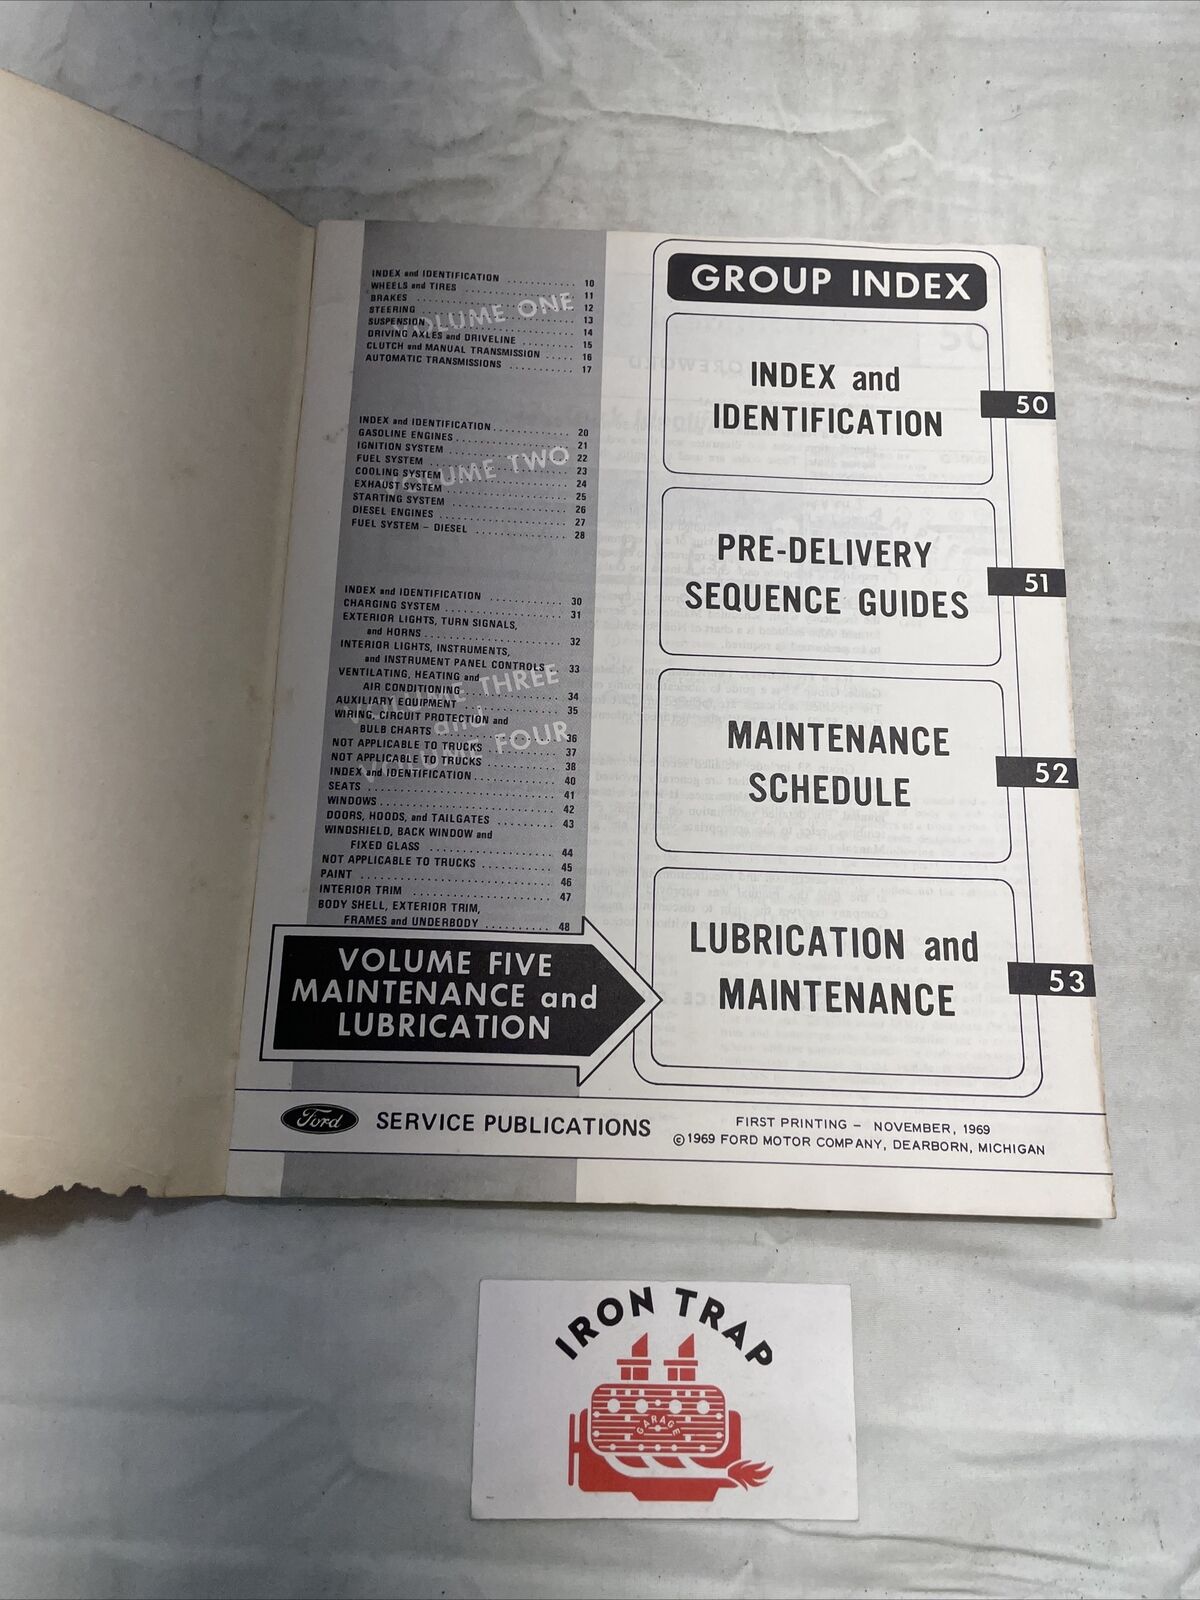 INDEX and IDENTIFICATION .......... 10
WHEELS and TIRES .......... 11
BRAKES .......... 12
STEERING .......... 13
SUSPENSION .......... 14
DRIVING AXLES and DRIVELINE .......... 15
CLUTCH and MANUAL TRANSMISSION .......... 16
AUTOMATIC TRANSMISSIONS .......... 17
VOLUME ONE
INDEX and IDENTIFICATION .......... 20
GASOLINE ENGINES .......... 21
IGNITION SYSTEM .......... 22
FUEL SYSTEM .......... 23
COOLING SYSTEM .......... 24
EXHAUST SYSTEM .......... 25
STARTING SYSTEM .......... 26
DIESEL ENGINES .......... 27
FUEL SYSTEM – DIESEL .......... 28
VOLUME TWO
INDEX and IDENTIFICATION .......... 30
CHARGING SYSTEM .......... 31
EXTERIOR LIGHTS, TURN SIGNALS,
and HORNS .......... 32
INTERIOR LIGHTS, INSTRUMENTS,
and INSTRUMENT PANEL CONTROLS .. 33
VENTILATING, HEATING and
AIR CONDITIONING .......... 34
AUXILIARY EQUIPMENT .......... 35
WIRING, CIRCUIT PROTECTION and
BULB CHARTS .......... 36
NOT APPLICABLE TO TRUCKS .......... 37
NOT APPLICABLE TO TRUCKS .......... 38
INDEX and IDENTIFICATION .......... 40
SEATS .......... 41
WINDOWS .......... 42
DOORS, HOODS, and TAILGATES .......... 43
WINDSHIELD, BACK WINDOW and
FIXED GLASS .......... 44
NOT APPLICABLE TO TRUCKS .......... 45
PAINT .......... 46
INTERIOR TRIM .......... 47
BODY SHELL, EXTERIOR TRIM,
FRAMES and UNDERBODY .......... 48
VOLUME THREE
and
VOLUME FOUR
VOLUME FIVE
MAINTENANCE and
LUBRICATION
GROUP INDEX
INDEX and
IDENTIFICATION
50
PRE-DELIVERY
SEQUENCE GUIDES
51
MAINTENANCE
SCHEDULE
52
LUBRICATION and
MAINTENANCE
53
Ford SERVICE PUBLICATIONS
FIRST PRINTING – NOVEMBER, 1969
© 1969 FORD MOTOR COMPANY, DEARBORN, MICHIGAN
IRON TRAP
GARAGE